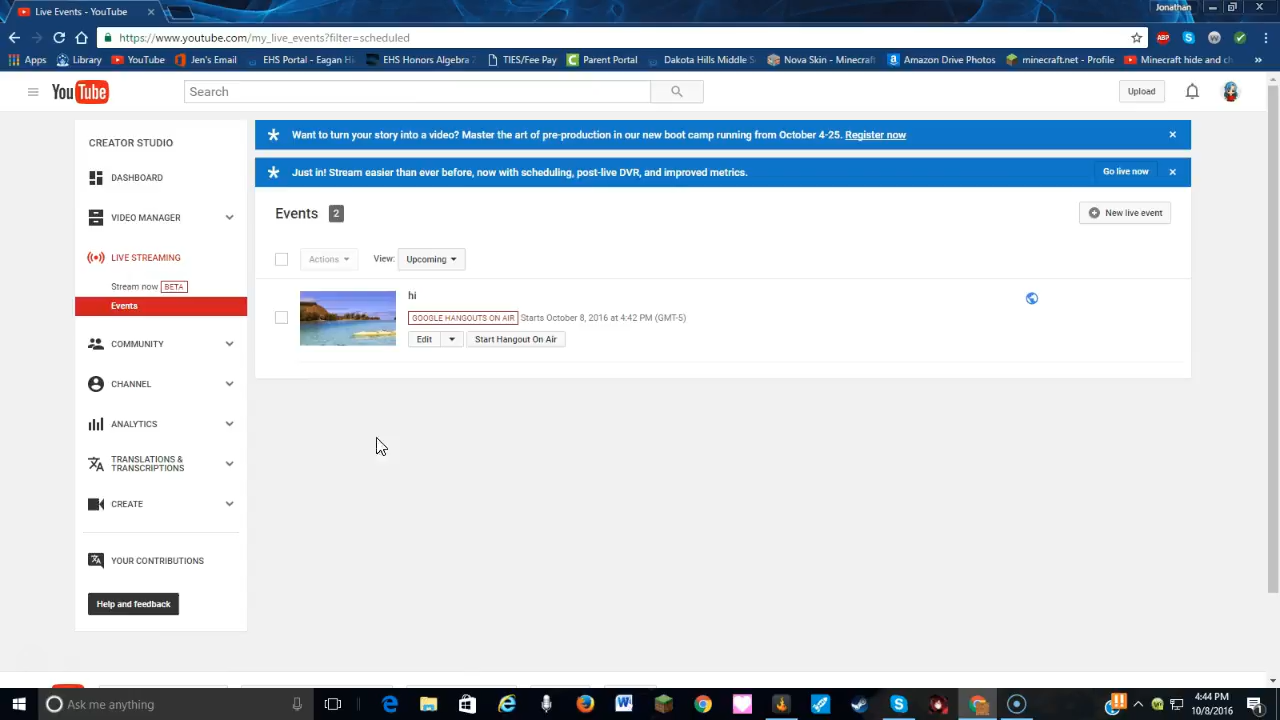 Live Events - YouTube
Jonathan
https://www.youtube.com/my_live_events?filter=scheduled
ABP
Apps Library YouTube Jen's Email EHS Portal - Eagan Hi EHS Honors Algebra TIES/Fee Pay Parent Portal Dakota Hills Middle S Nova Skin - Minecraft Amazon Drive Photos minecraft.net - Profile Minecraft hide and ch »
YouTube
Search
Upload
CREATOR STUDIO
DASHBOARD
VIDEO MANAGER
LIVE STREAMING
Stream now BETA
Events
COMMUNITY
CHANNEL
ANALYTICS
TRANSLATIONS &
TRANSCRIPTIONS
CREATE
YOUR CONTRIBUTIONS
Help and feedback
Want to turn your story into a video? Master the art of pre-production in our new boot camp running from October 4-25. Register now
Just in! Stream easier than ever before, now with scheduling, post-live DVR, and improved metrics.
Go live now
Events 2
New live event
Actions View: Upcoming
hi
GOOGLE HANGOUTS ON AIR Starts October 8, 2016 at 4:42 PM (GMT-5)
Edit Start Hangout On Air
Ask me anything
4:44 PM
10/8/2016